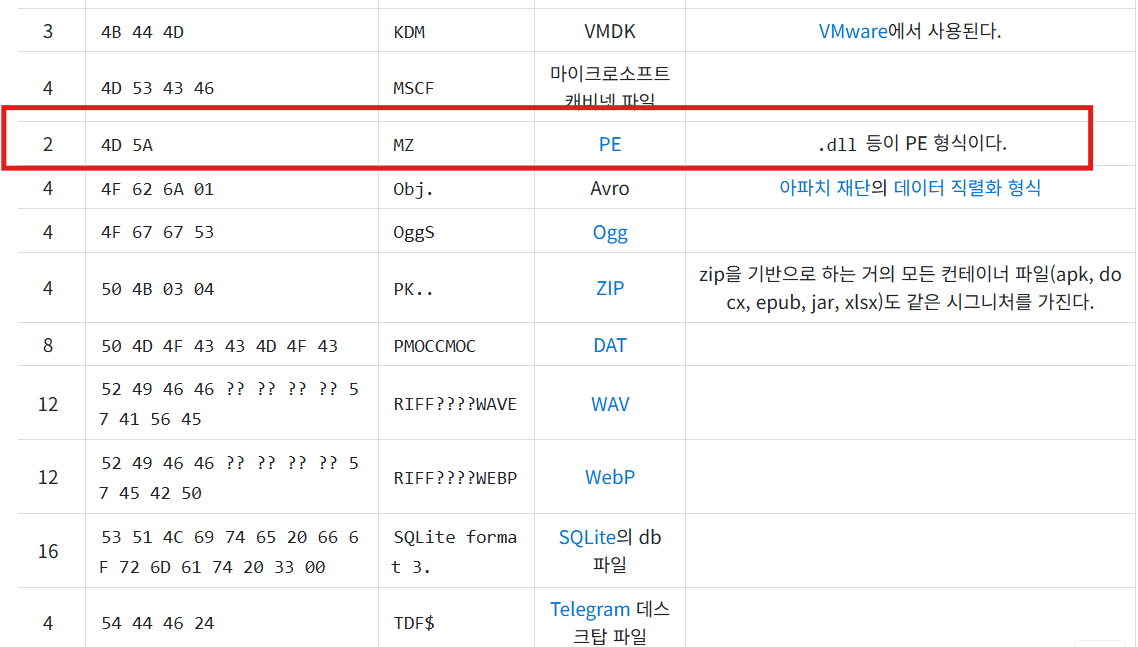 3 4B 44 4D KDM VMDK VMware에서 사용된다.
4 4D 53 43 46 MSCF 마이크로소프트
캐비넷 파일
2 4D 5A MZ PE .dll 등이 PE 형식이다.
4 4F 62 6A 01 Obj. Avro 아파치 재단의 데이터 직렬화 형식
4 4F 67 67 53 OggS Ogg
4 50 4B 03 04 PK.. ZIP zip을 기반으로 하는 거의 모든 컨테이너 파일(apk, do
cx, epub, jar, xlsx)도 같은 시그니처를 가진다.
8 50 4D 4F 43 43 4D 4F 43 PMOCCMOC DAT
12 52 49 46 46 ?? ?? ?? ?? 5
7 41 56 45 RIFF????WAVE WAV
12 52 49 46 46 ?? ?? ?? ?? 5
7 45 42 50 RIFF????WEBP WebP
16 53 51 4C 69 74 65 20 66 6
F 72 6D 61 74 20 33 00 SQLite forma
t 3. SQLite의 db
파일
4 54 44 46 24 TDF$ Telegram 데스
크탑 파일